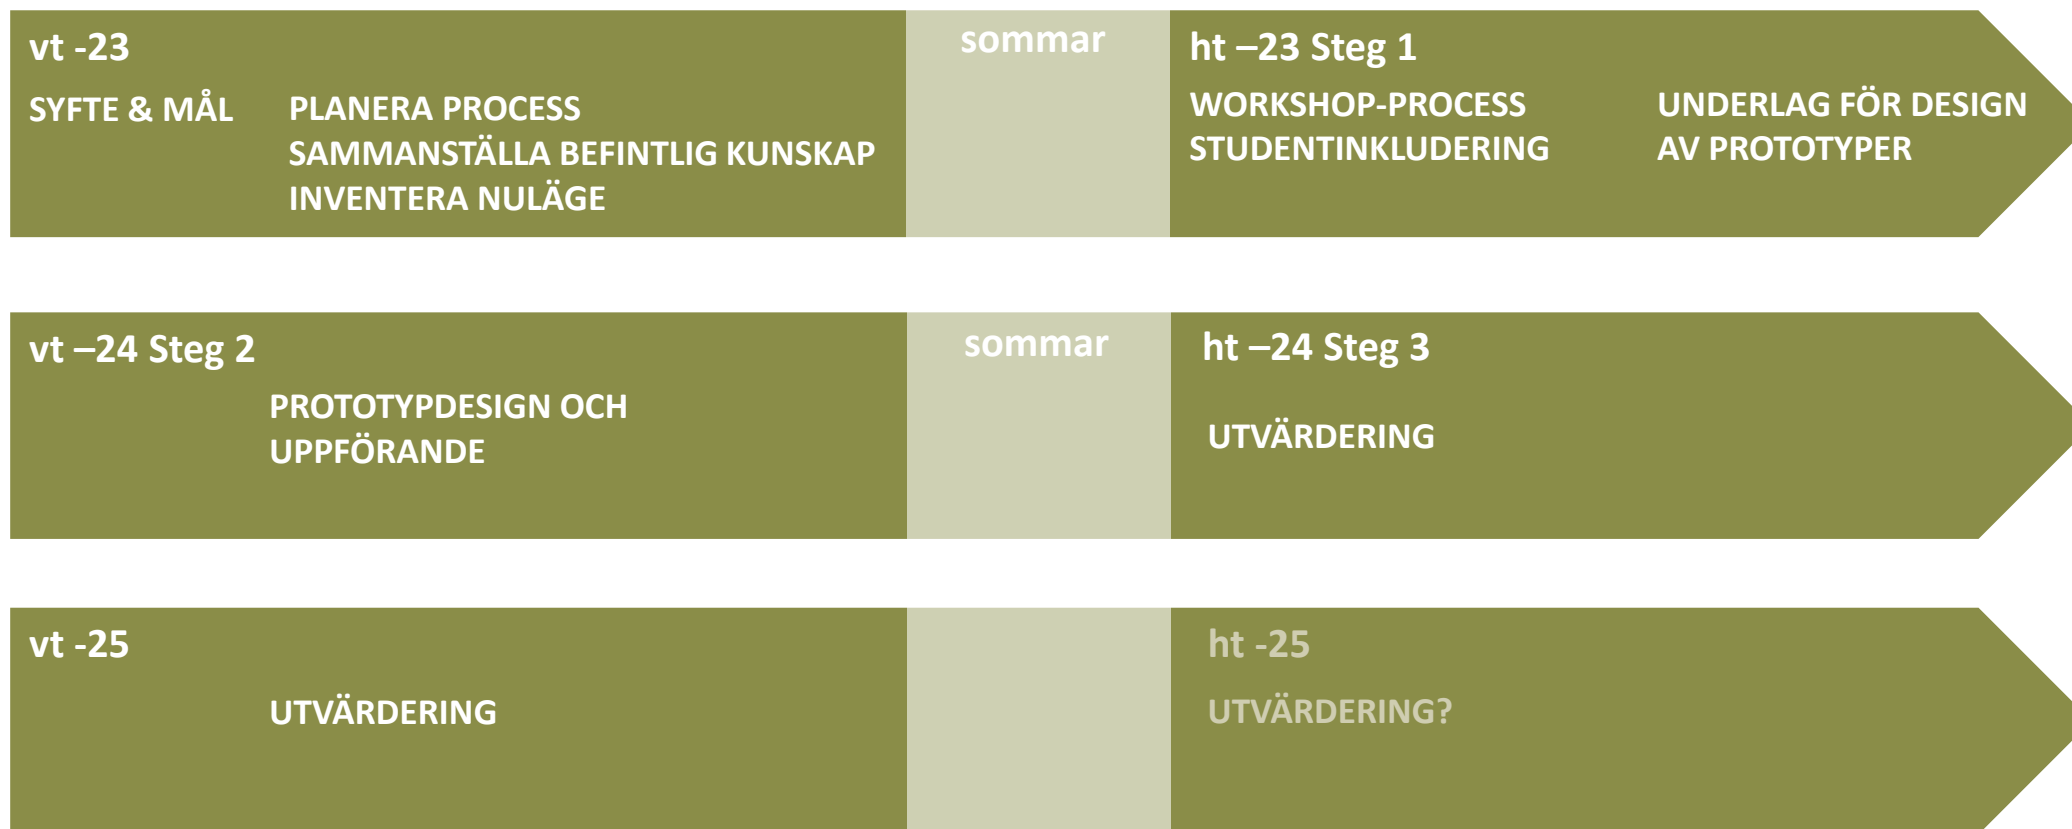 vt -23
SYFTE & MÅL
PLANERA PROCESS
SAMMANSTÄLLA BEFINTLIG KUNSKAP
INVENTERA NULÄGE
sommar
ht –23 Steg 1
WORKSHOP-PROCESS
STUDENTINKLUDERING
UNDERLAG FÖR DESIGN
AV PROTOTYPER
vt –24 Steg 2
PROTOTYPDESIGN OCH
UPPFÖRANDE
sommar
ht –24 Steg 3
UTVÄRDERING
vt -25
UTVÄRDERING
ht -25
UTVÄRDERING?